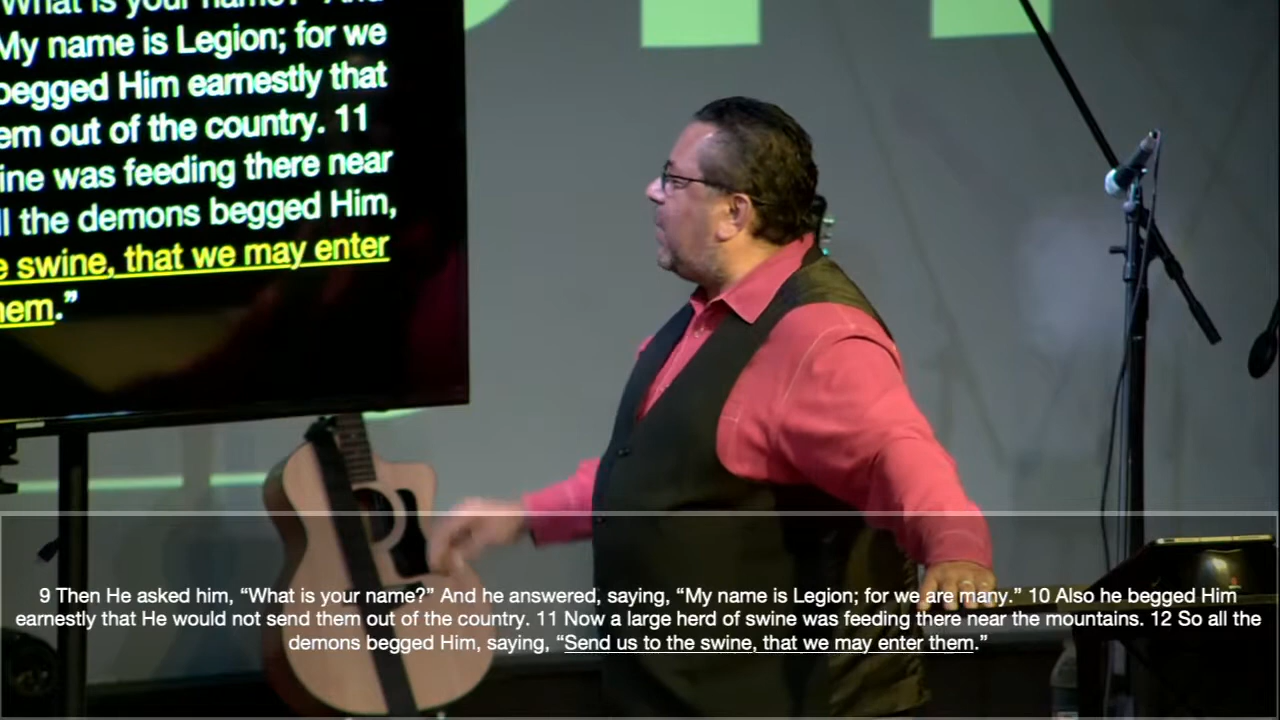 What is your name?” And
My name is Legion; for we
begged Him earnestly that
em out of the country. 11
ine was feeding there near
ll the demons begged Him,
e swine, that we may enter
hem.”
9 Then He asked him, “What is your name?” And he answered, saying, “My name is Legion; for we are many.” 10 Also he begged Him
earnestly that He would not send them out of the country. 11 Now a large herd of swine was feeding there near the mountains. 12 So all the
demons begged Him, saying, “Send us to the swine, that we may enter them.”